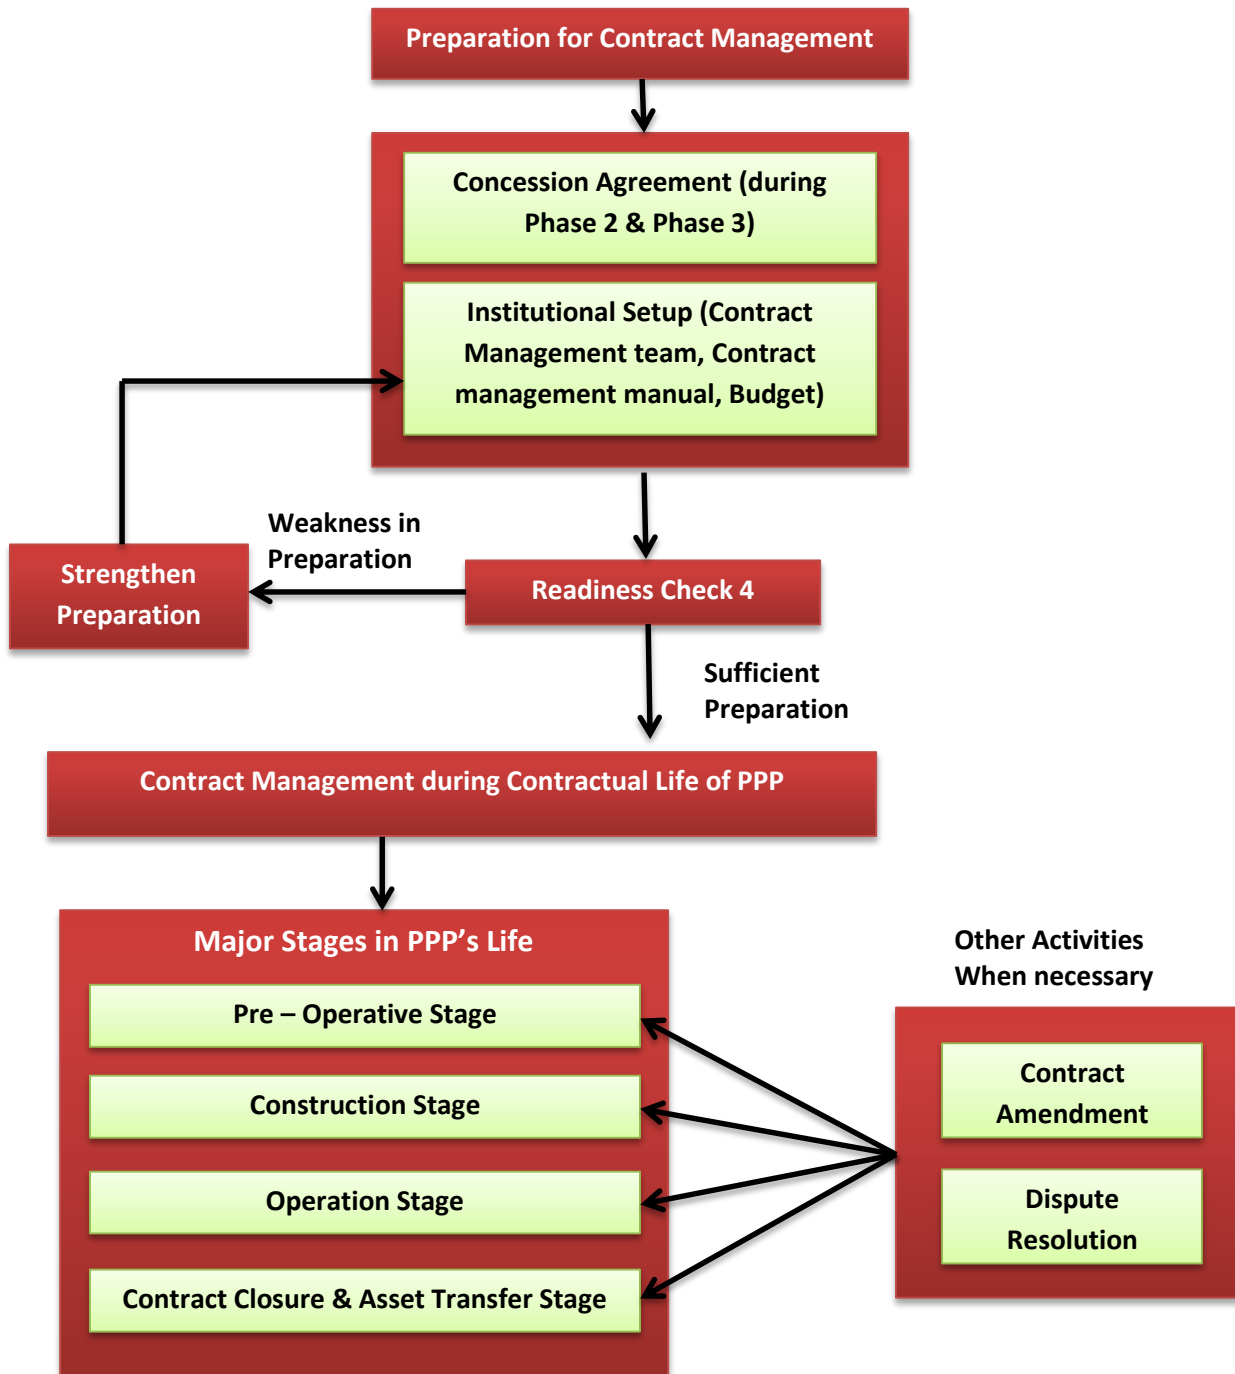 Preparation for Contract Management
Concession Agreement (during
Phase 2 & Phase 3)
Institutional Setup (Contract
Management team, Contract
management manual, Budget)
Weakness in
Preparation
Strengthen
Preparation
Readiness Check 4
Sufficient
Preparation
Contract Management during Contractual Life of PPP
Major Stages in PPP’s Life
Pre – Operative Stage
Construction Stage
Operation Stage
Contract Closure & Asset Transfer Stage
Other Activities
When necessary
Contract
Amendment
Dispute
Resolution